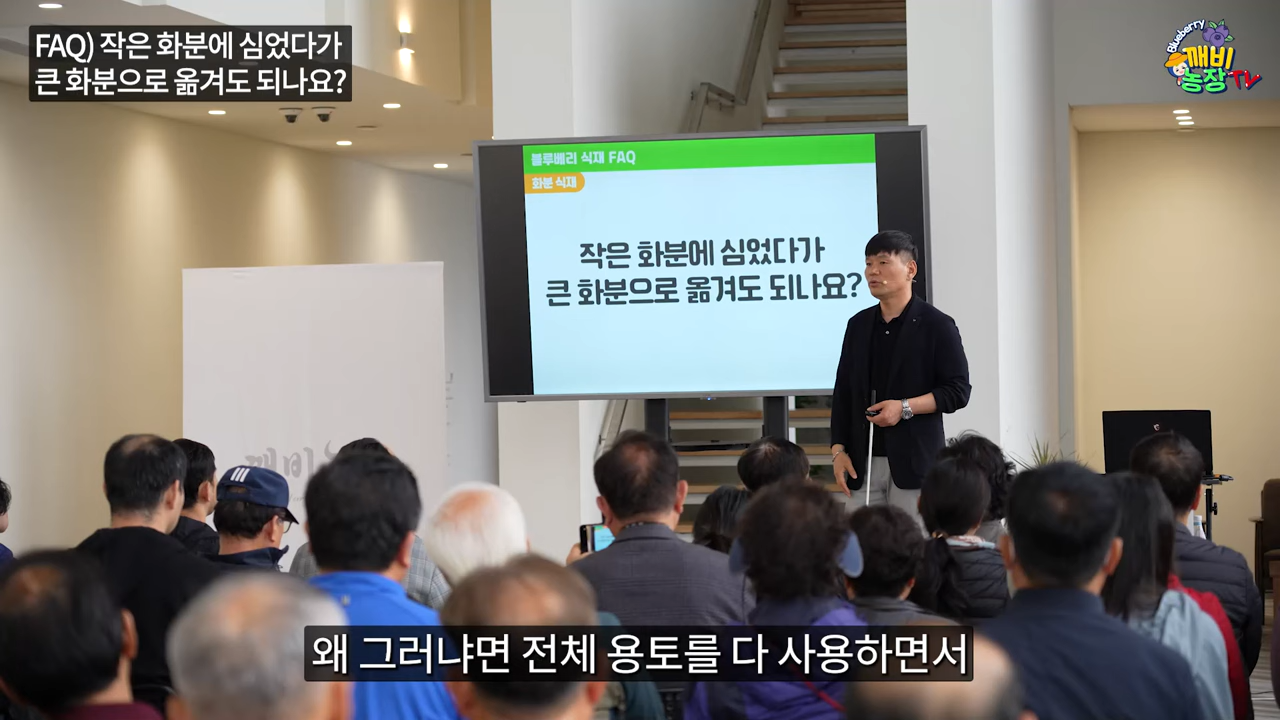 FAQ) 작은 화분에 심었다가
큰 화분으로 옮겨도 되나요?
Blueberry
깨비
농장TV
블루베리 식재 FAQ
화분 식재
작은 화분에 심었다가
큰 화분으로 옮겨도 되나요?
왜 그러냐면 전체 용토를 다 사용하면서